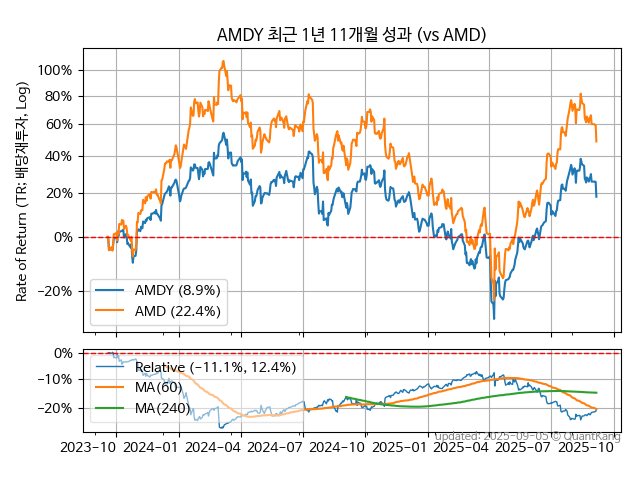 AMDY 최근 1년 11개월 성과 (vs AMD)
Rate of Return (TR: 배당재투자, Log)
100%
80%
60%
40%
20%
0%
−20%
AMDY (8.9%)
AMD (22.4%)
0%
−10%
−20%
Relative (−11.1%, 12.4%)
MA(60)
MA(240)
updated: 2025-09-05 © QuantKang
2023-10 2024-01 2024-04 2024-07 2024-10 2025-01 2025-04 2025-07 2025-10